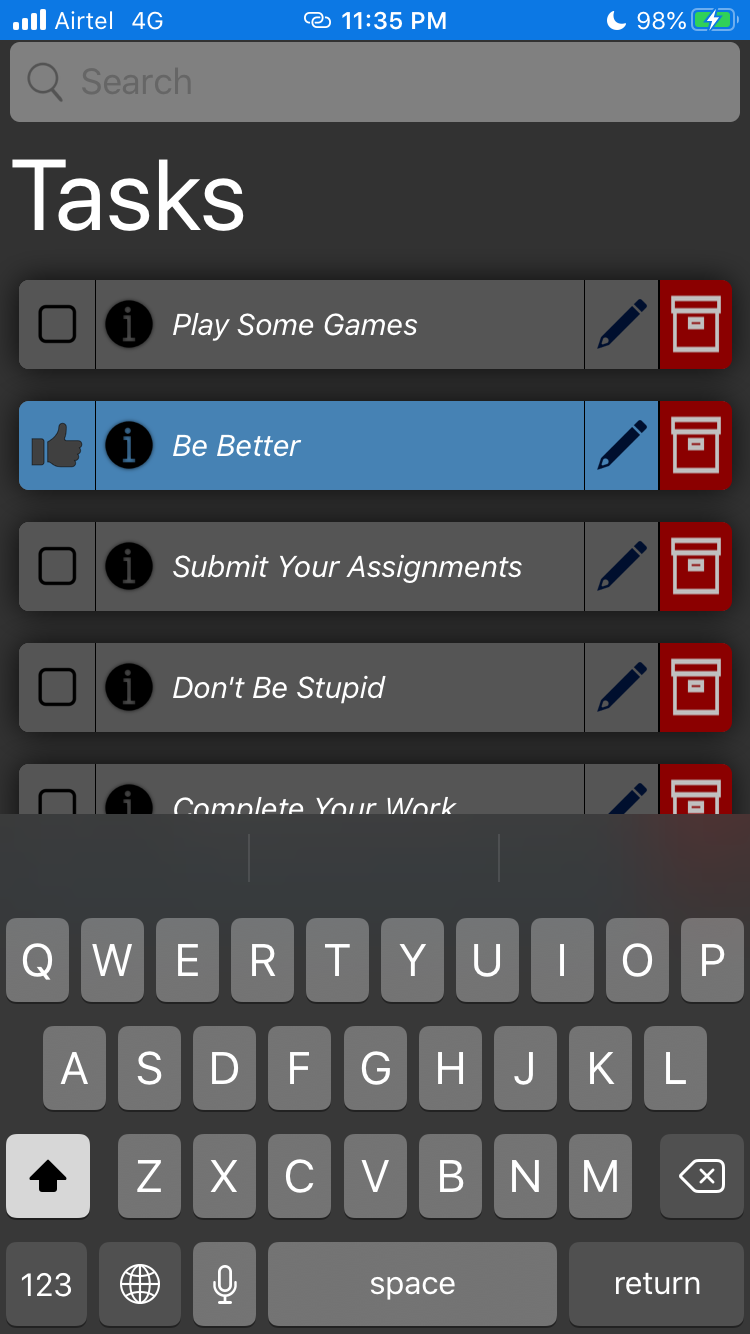 Airtel 4G 11:35 PM 98%
Search
Tasks
Play Some Games
Be Better
Submit Your Assignments
Don't Be Stupid
Complete Your Work
Q W E R T Y U I O P
A S D F G H J K L
Z X C V B N M
123 space return